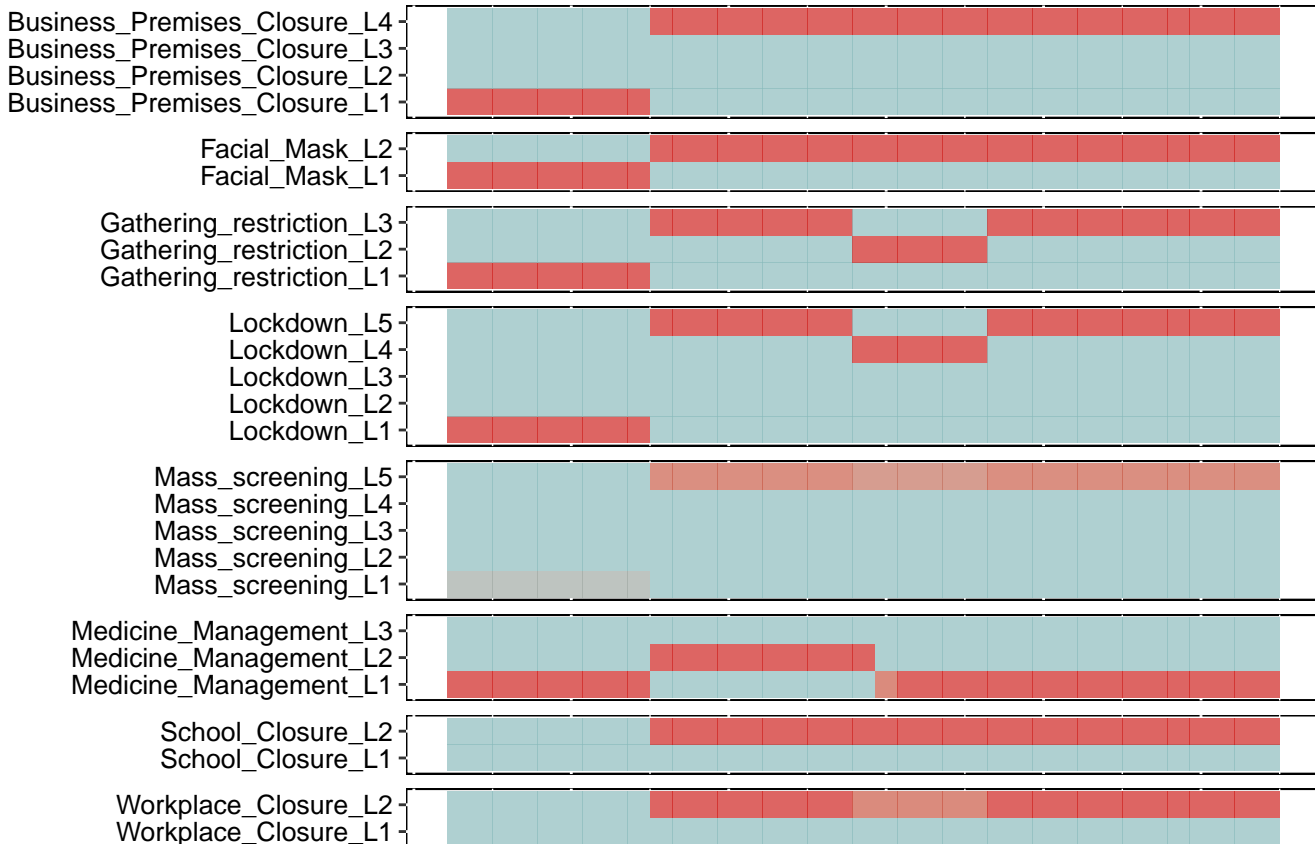 Business_Premises_Closure_L4
Business_Premises_Closure_L3
Business_Premises_Closure_L2
Business_Premises_Closure_L1
Facial_Mask_L2
Facial_Mask_L1
Gathering_restriction_L3
Gathering_restriction_L2
Gathering_restriction_L1
Lockdown_L5
Lockdown_L4
Lockdown_L3
Lockdown_L2
Lockdown_L1
Mass_screening_L5
Mass_screening_L4
Mass_screening_L3
Mass_screening_L2
Mass_screening_L1
Medicine_Management_L3
Medicine_Management_L2
Medicine_Management_L1
School_Closure_L2
School_Closure_L1
Workplace_Closure_L2
Workplace_Closure_L1